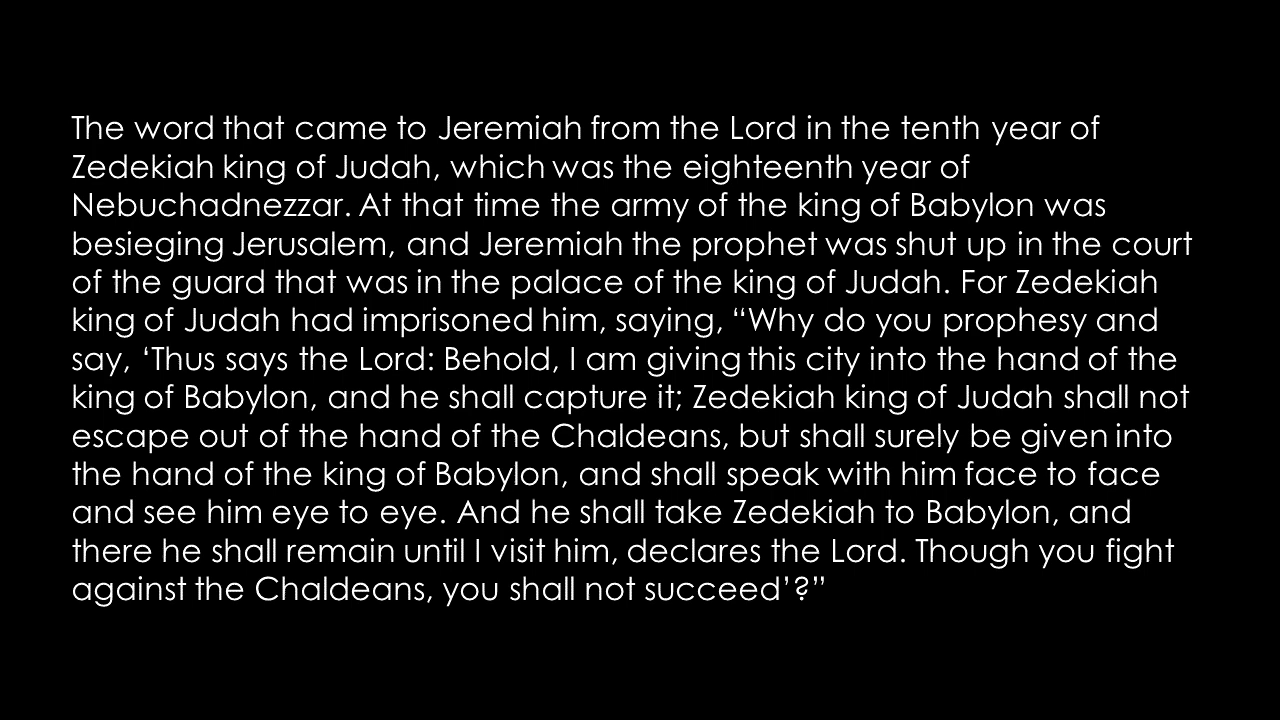 The word that came to Jeremiah from the Lord in the tenth year of
Zedekiah king of Judah, which was the eighteenth year of
Nebuchadnezzar. At that time the army of the king of Babylon was
besieging Jerusalem, and Jeremiah the prophet was shut up in the court
of the guard that was in the palace of the king of Judah. For Zedekiah
king of Judah had imprisoned him, saying, “Why do you prophesy and
say, ‘Thus says the Lord: Behold, I am giving this city into the hand of the
king of Babylon, and he shall capture it; Zedekiah king of Judah shall not
escape out of the hand of the Chaldeans, but shall surely be given into
the hand of the king of Babylon, and shall speak with him face to face
and see him eye to eye. And he shall take Zedekiah to Babylon, and
there he shall remain until I visit him, declares the Lord. Though you fight
against the Chaldeans, you shall not succeed’?”